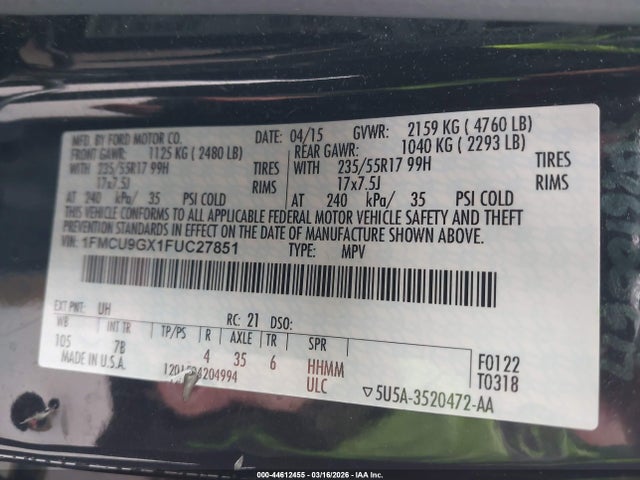 MFD. BY FORD MOTOR CO. DATE: 04/15 GVWR: 2159 KG (4760 LB)
FRONT GAWR: 1125 KG (2480 LB) REAR GAWR: 1040 KG (2293 LB)
WITH 235/55R17 99H TIRES WITH 235/55R17 99H TIRES
17x7.5J RIMS 17x7.5J RIMS
AT 240 kPa/ 35 PSI COLD AT 240 kPa/ 35 PSI COLD
THIS VEHICLE CONFORMS TO ALL APPLICABLE FEDERAL MOTOR VEHICLE SAFETY AND THEFT
PREVENTION STANDARDS IN EFFECT ON THE DATE OF MANUFACTURE SHOWN ABOVE.
VIN: 1FMCU9GX1FUC27851 TYPE: MPV
EXT PNT: UH RC: 21 DSO:
WB INT TR TP/PS R AXLE TR SPR
105 7B 4 35 6 HHMM F0122
MADE IN U.S.A. ULC T0318
▽5U5A-3520472-AA
000-44612455 | 03/16/2026 | IAA Inc.